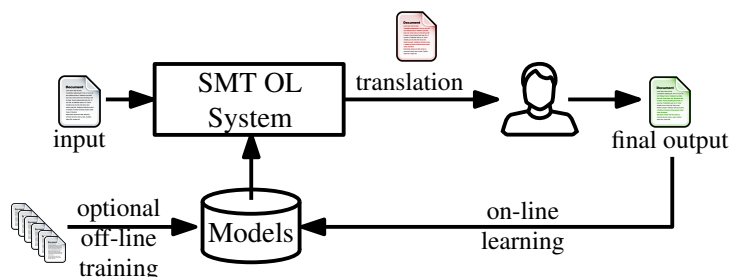 SMT OL
System
translation
input
final output
optional
off-line
training
Models
on-line
learning